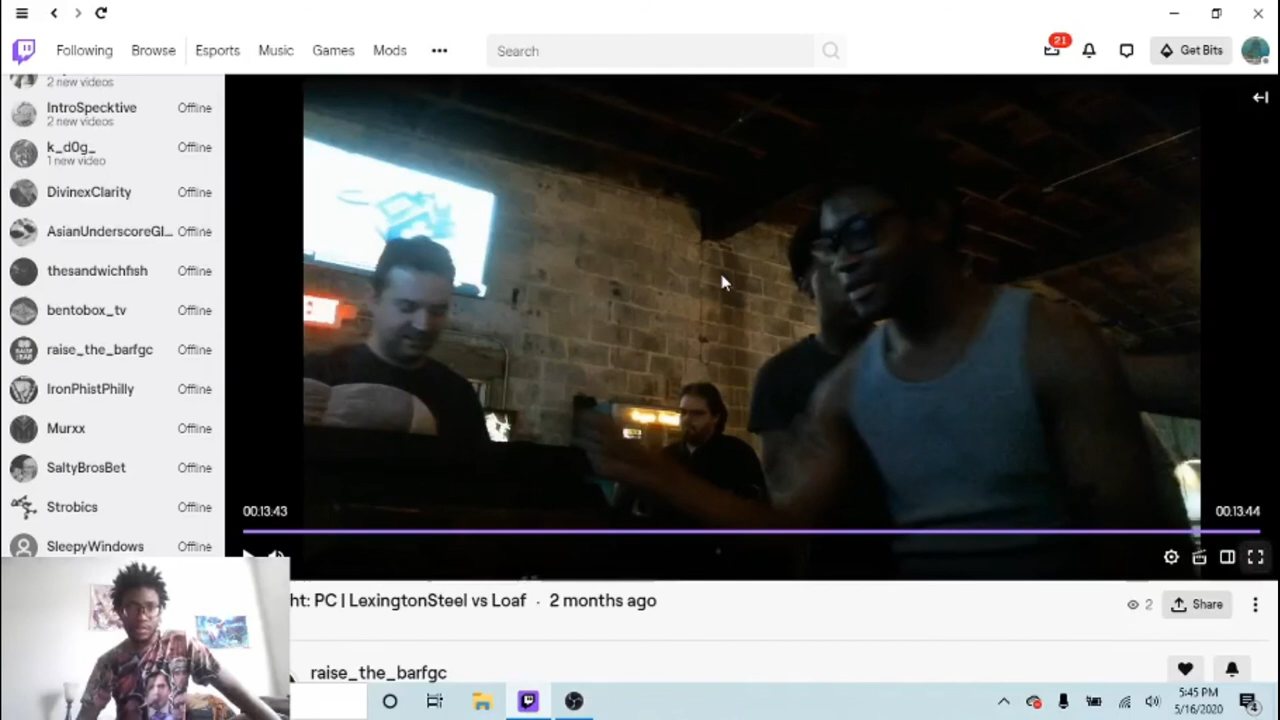 Following Browse Esports Music Games Mods ••• Search 21 Get Bits
2 new videos
IntroSpecktive Offline
2 new videos
k_d0g_ Offline
1 new video
DivinexClarity Offline
AsianUnderscoreGl... Offline
thesandwichfish Offline
bentobox_tv Offline
raise_the_barfgc Offline
IronPhistPhilly Offline
Murxx Offline
SaltyBrosBet Offline
Strobics Offline
SleepyWindows Offline
00:13:43 00:13:44
ht: PC | LexingtonSteel vs Loaf · 2 months ago
2 Share
raise_the_barfgc
5:45 PM
5/16/2020
4